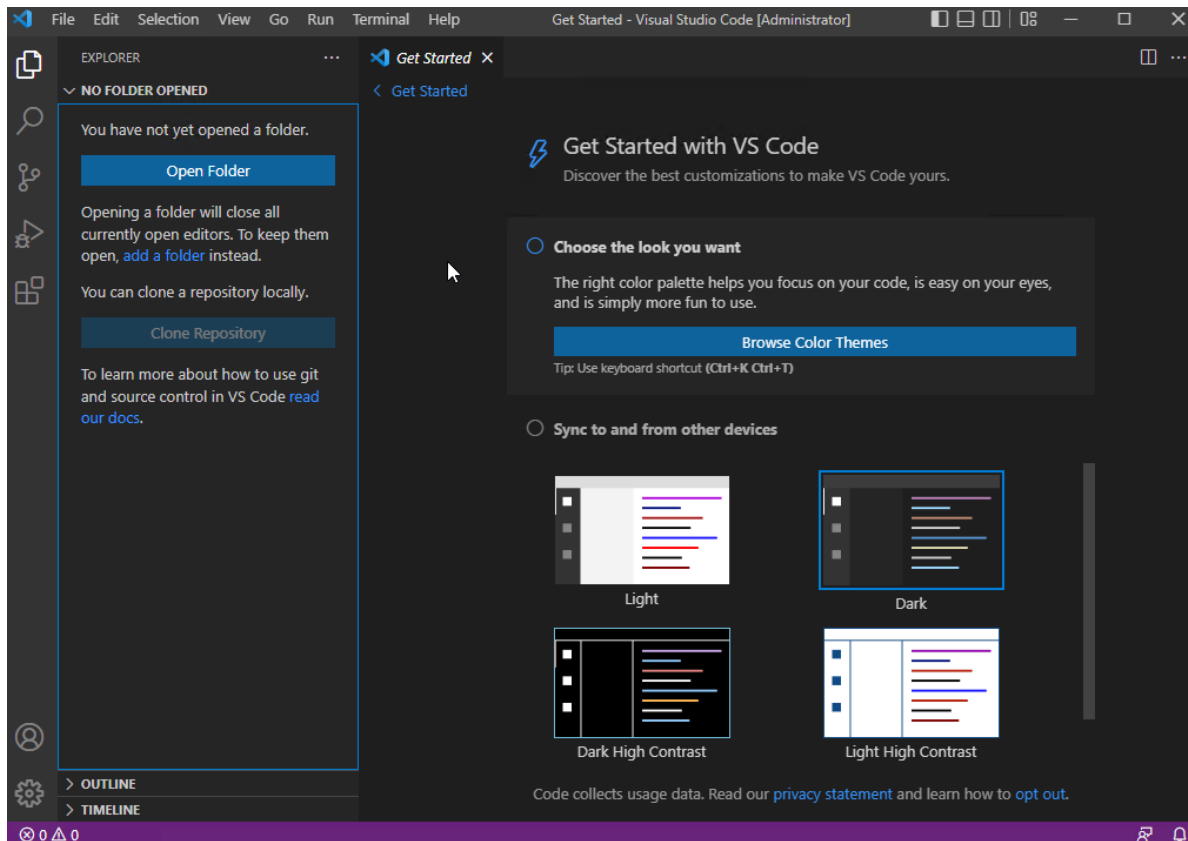 File Edit Selection View Go Run Terminal Help
Get Started - Visual Studio Code [Administrator]
EXPLORER
NO FOLDER OPENED
You have not yet opened a folder.
Open Folder
Opening a folder will close all
currently open editors. To keep them
open, add a folder instead.
You can clone a repository locally.
Clone Repository
To learn more about how to use git
and source control in VS Code read
our docs.
OUTLINE
TIMELINE
Get Started
Get Started
Get Started with VS Code
Discover the best customizations to make VS Code yours.
Choose the look you want
The right color palette helps you focus on your code, is easy on your eyes,
and is simply more fun to use.
Browse Color Themes
Tip: Use keyboard shortcut (Ctrl+K Ctrl+T)
Sync to and from other devices
Light
Dark
Dark High Contrast
Light High Contrast
Code collects usage data. Read our privacy statement and learn how to opt out.
0 0